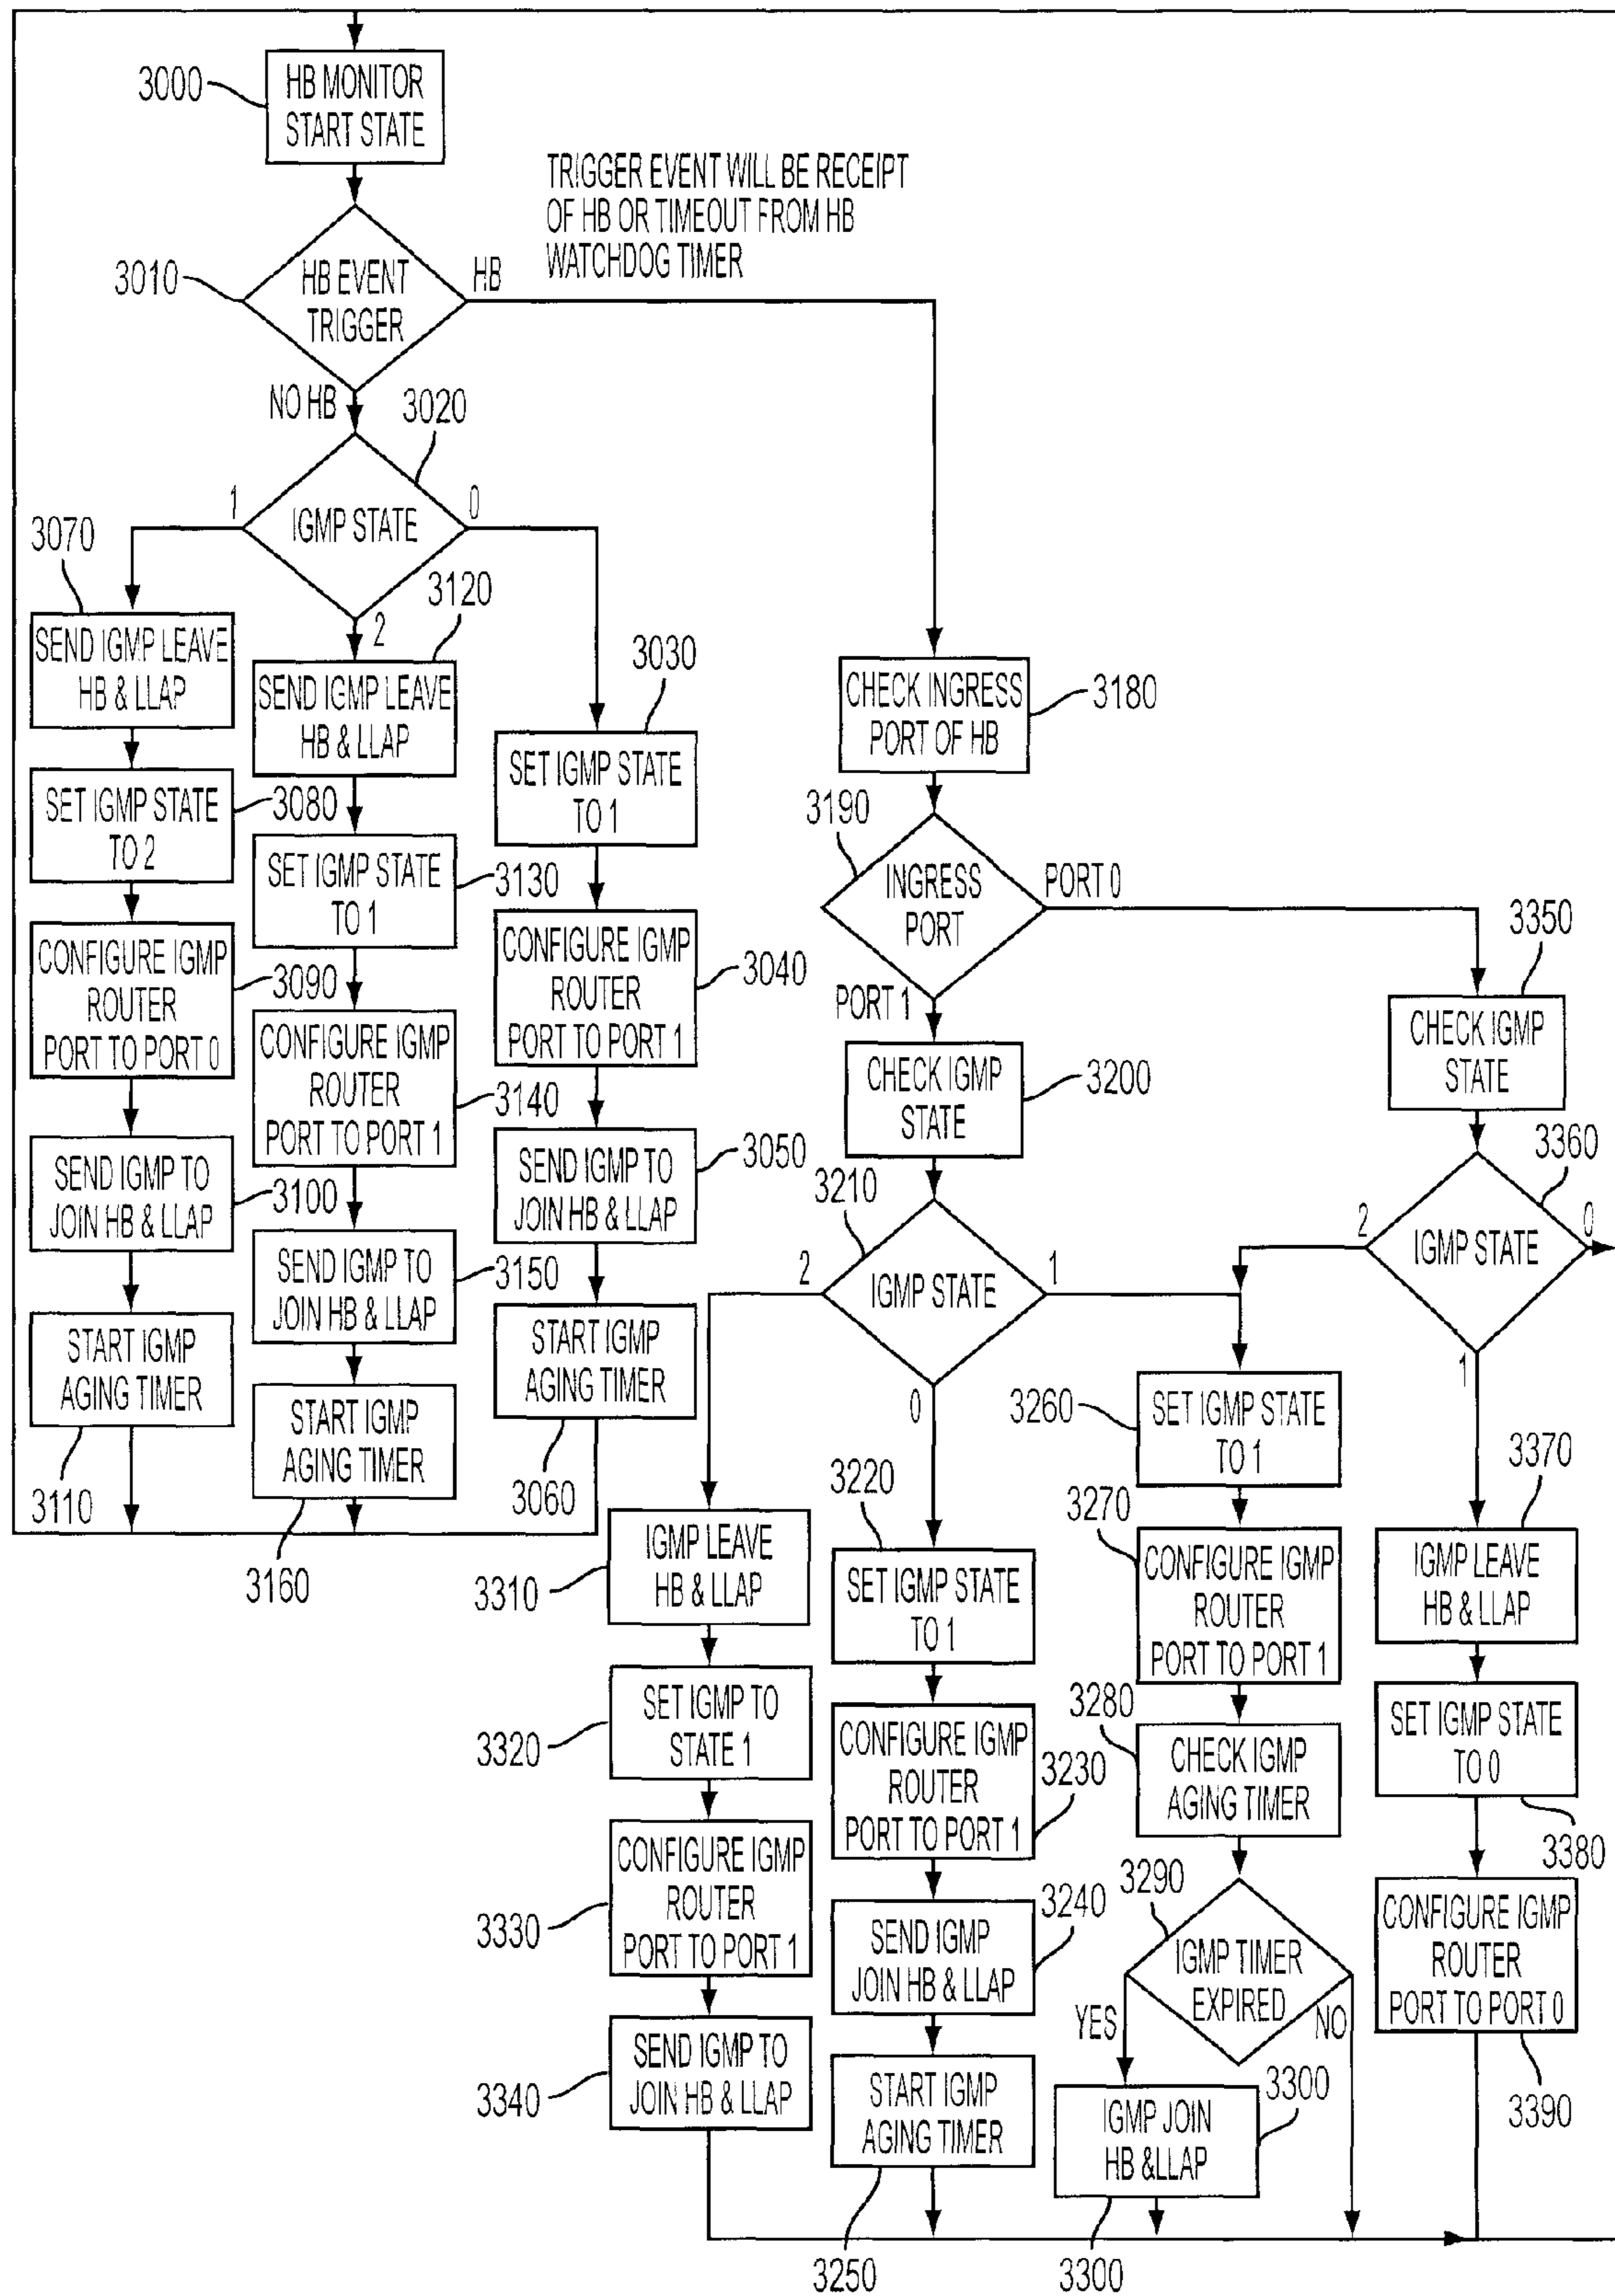 3000
HB MONITOR
START STATE
TRIGGER EVENT WILL BE RECEIPT
OF HB OR TIMEOUT FROM HB
WATCHDOG TIMER
3010
HB EVENT
TRIGGER
HB
NO HB
3020
IGMP STATE
1
0
2
3070
SEND IGMP LEAVE
HB & LLAP
SET IGMP STATE
TO 2
3080
CONFIGURE IGMP
ROUTER
PORT TO PORT 0
3090
SEND IGMP TO
JOIN HB & LLAP
3100
START IGMP
AGING TIMER
3110
3120
SEND IGMP LEAVE
HB & LLAP
SET IGMP STATE
TO 1
3130
CONFIGURE IGMP
ROUTER
PORT TO PORT 1
3140
SEND IGMP TO
JOIN HB & LLAP
3150
START IGMP
AGING TIMER
3160
3030
SET IGMP STATE
TO 1
CONFIGURE IGMP
ROUTER
PORT TO PORT 1
3040
SEND IGMP TO
JOIN HB & LLAP
3050
START IGMP
AGING TIMER
3060
CHECK INGRESS
PORT OF HB
3180
3190
INGRESS
PORT
PORT 0
PORT 1
CHECK IGMP
STATE
3200
3210
IGMP STATE
2
1
0
3350
CHECK IGMP
STATE
3360
IGMP STATE
2
0
1
3310
IGMP LEAVE
HB & LLAP
3320
SET IGMP TO
STATE 1
3330
CONFIGURE IGMP
ROUTER
PORT TO PORT 1
3340
SEND IGMP TO
JOIN HB & LLAP
3220
SET IGMP STATE
TO 1
CONFIGURE IGMP
ROUTER
PORT TO PORT 1
3230
SEND IGMP
JOIN HB & LLAP
3240
START IGMP
AGING TIMER
3250
3260
SET IGMP STATE
TO 1
3270
CONFIGURE IGMP
ROUTER
PORT TO PORT 1
3280
CHECK IGMP
AGING TIMER
3290
IGMP TIMER
EXPIRED
YES
NO
3300
IGMP JOIN
HB &LLAP
3300
3370
IGMP LEAVE
HB & LLAP
SET IGMP STATE
TO 0
3380
CONFIGURE IGMP
ROUTER
PORT TO PORT 0
3390